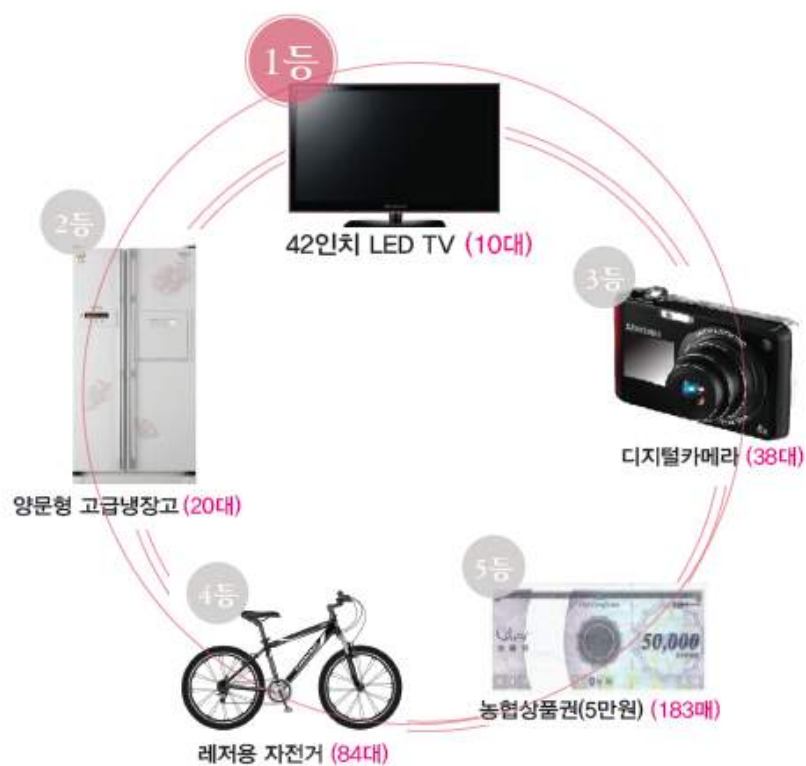 1등
42인치 LED TV (10대)
2등
양문형 고급냉장고 (20대)
3등
디지털카메라 (38대)
4등
레저용 자전거 (84대)
5등
50,000
농협상품권(5만원) (183매)